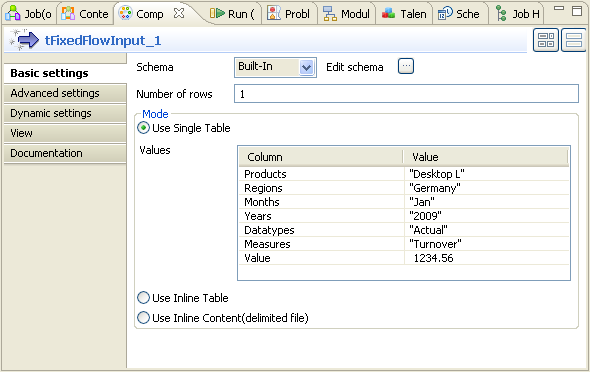 Job(o Conte Comp Run ( Probl Modul Talen Sche Job H
tFixedFlowInput_1
Basic settings
Advanced settings
Dynamic settings
View
Documentation
Schema Built-In Edit schema ...
Number of rows 1
Mode
Use Single Table
Values
Column Value
Products "Desktop L"
Regions "Germany"
Months "Jan"
Years "2009"
Datatypes "Actual"
Measures "Turnover"
Value 1234.56
Use Inline Table
Use Inline Content(delimited file)